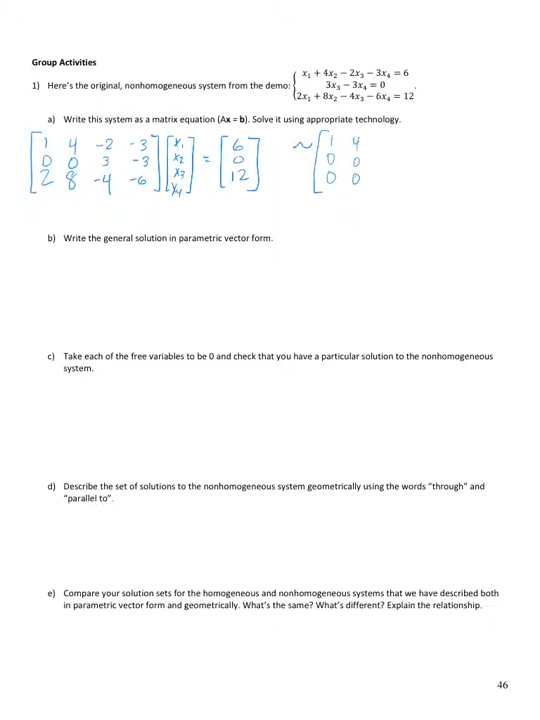 Group Activities
1) Here's the original, nonhomogeneous system from the demo: { x₁ + 4x₂ − 2x₃ − 3x₄ = 6
3x₃ − 3x₄ = 0
2x₁ + 8x₂ − 4x₃ − 6x₄ = 12 .
a) Write this system as a matrix equation (Ax = b). Solve it using appropriate technology.
[ 1 4 -2 -3 ] [ x₁ ] = [ 6 ] ~ [ 1 4
0 0 3 -3 x₂ 0 0 0
2 8 -4 -6 x₃ 12 0 0
x₄
b) Write the general solution in parametric vector form.
c) Take each of the free variables to be 0 and check that you have a particular solution to the nonhomogeneous
system.
d) Describe the set of solutions to the nonhomogeneous system geometrically using the words "through" and
"parallel to".
e) Compare your solution sets for the homogeneous and nonhomogeneous systems that we have described both
in parametric vector form and geometrically. What's the same? What's different? Explain the relationship.
46